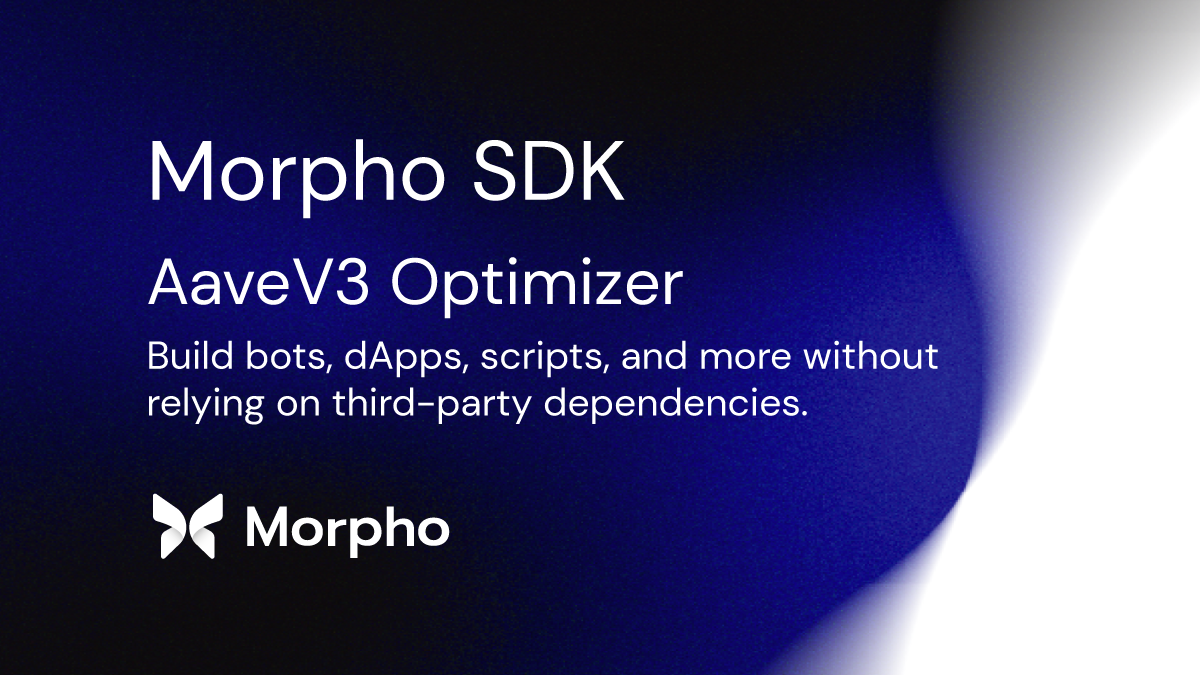 Morpho SDK
AaveV3 Optimizer
Build bots, dApps, scripts, and more without
relying on third-party dependencies.
Morpho